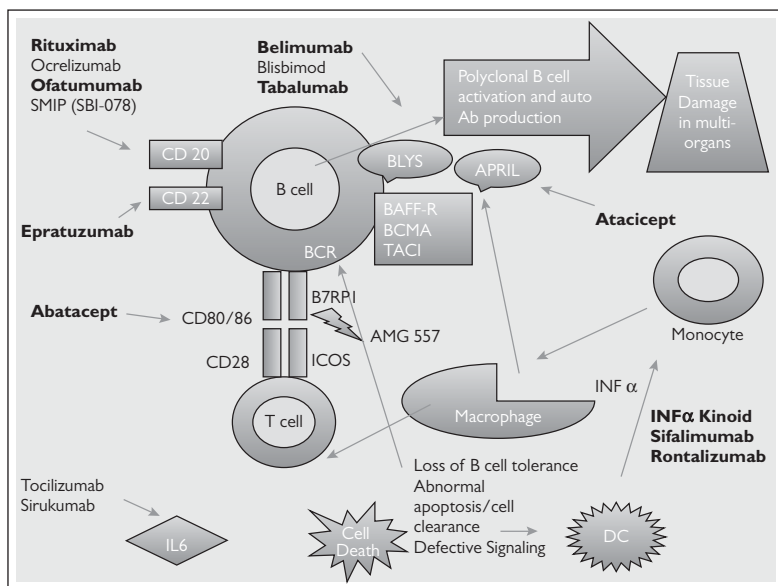 Rituximab
Ocrelizumab
Ofatumumab
SMIP (SBI-078)
Belimumab
Blisbimod
Tabalumab
Polyclonal B cell
activation and auto
Ab production
Tissue
Damage
in multi-
organs
CD 20
CD 22
B cell
BCR
BLYS
APRIL
BAFF-R
BCMA
TACI
Epratuzumab
Atacicept
Abatacept
CD80/86
B7RPI
AMG 557
CD28
ICOS
T cell
Monocyte
Macrophage
INF α
INFα Kinoid
Sifalimumab
Rontalizumab
Tocilizumab
Sirukumab
IL6
Cell
Death
Loss of B cell tolerance
Abnormal
apoptosis/cell
clearance
Defective Signaling
DC